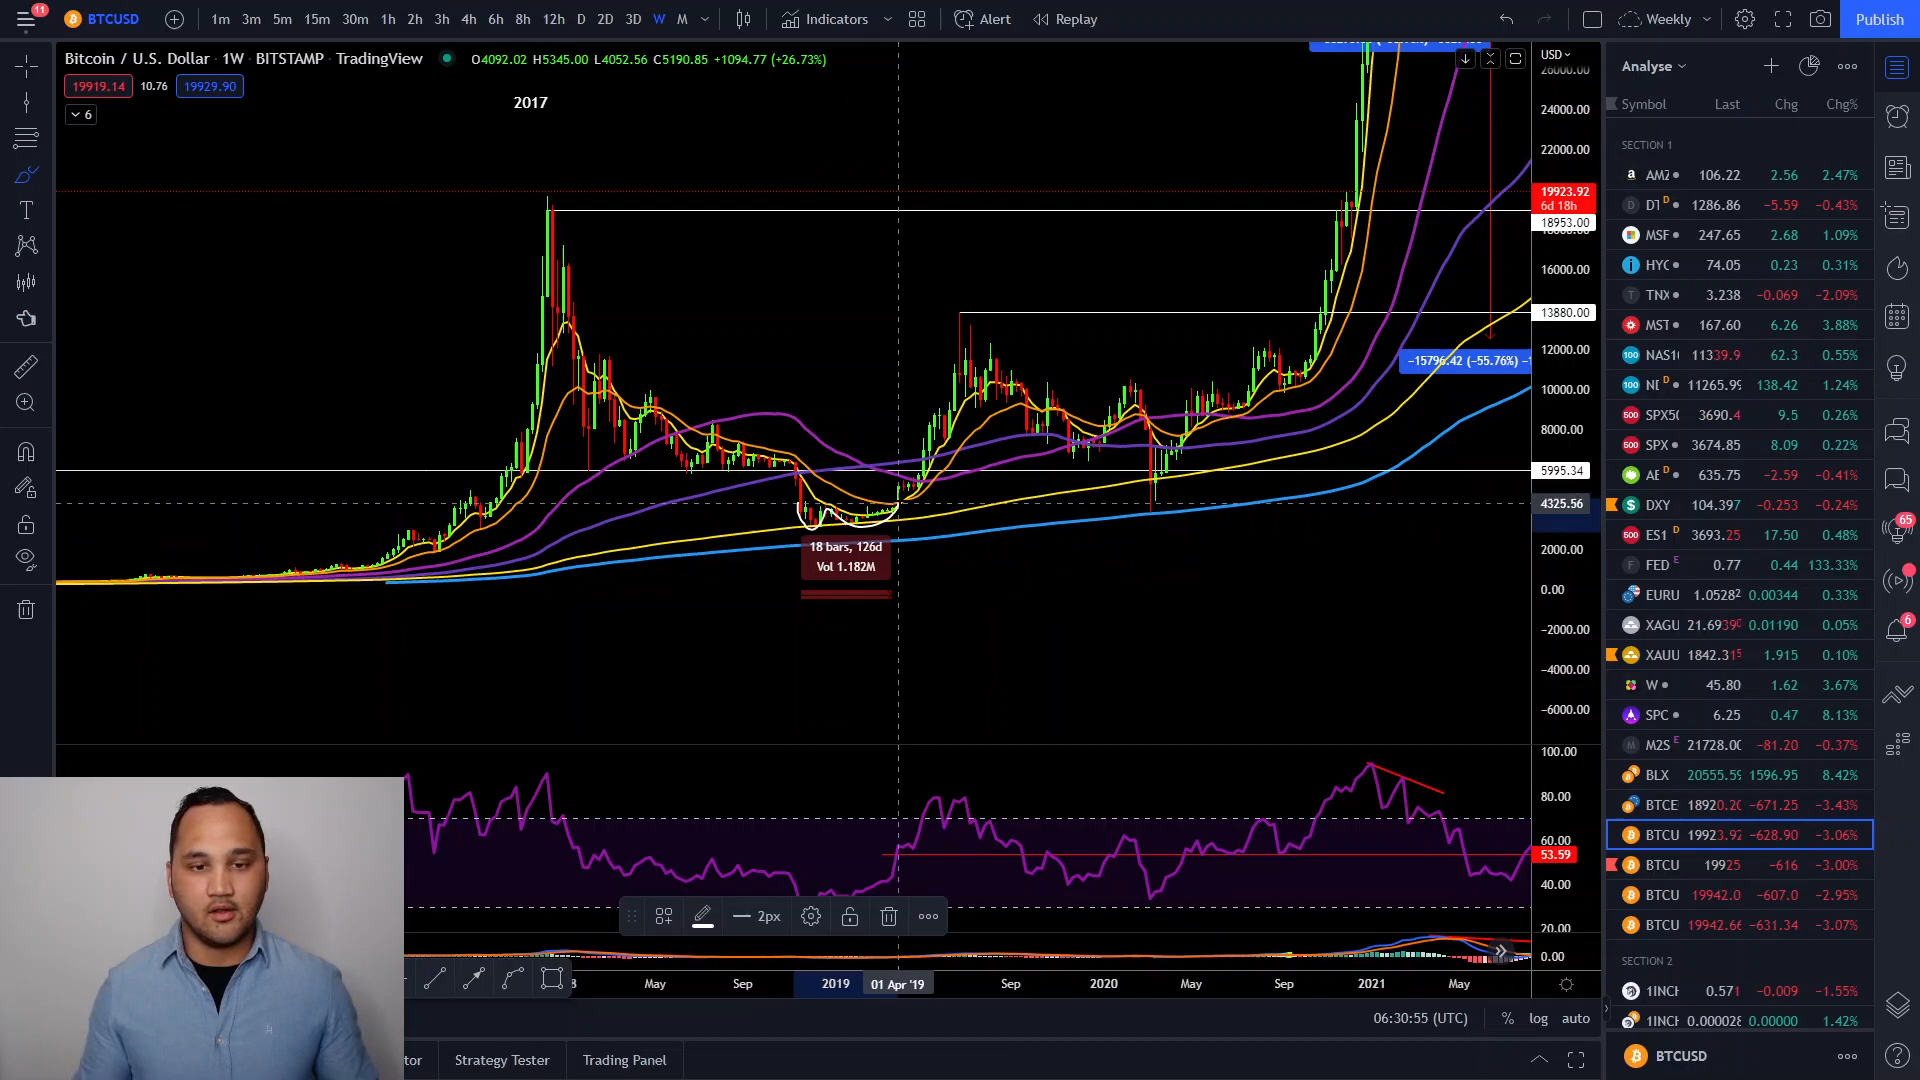 11
BTCUSD
1m 3m 5m 15m 30m 1h 2h 3h 4h 6h 8h 12h D 2D 3D W M
Indicators
Alert
Replay
Weekly
Publish
Bitcoin / U.S. Dollar · 1W · BITSTAMP · TradingView
O4092.02 H5345.00 L4052.56 C5190.85 +1094.77 (+26.73%)
19919.14 10.76 19929.90
6
2017
USD
26000.00
24000.00
22000.00
19923.92
6d 18h
18953.00
18000.00
16000.00
13880.00
12000.00
−15796.42 (−55.76%)
10000.00
8000.00
5995.34
4325.56
18 bars, 126d
Vol 1.182M
2000.00
0.00
−2000.00
−4000.00
−6000.00
100.00
80.00
60.00
53.59
40.00
20.00
0.00
2px
May Sep 2019 01 Apr '19 Sep 2020 May Sep 2021 May
06:30:55 (UTC) % log auto
Strategy Tester
Trading Panel
Analyse
Symbol Last Chg Chg%
SECTION 1
AMZ 106.22 2.56 2.47%
D 1286.86 −5.59 −0.43%
MSF 247.65 2.68 1.09%
HYG 74.05 0.23 0.31%
TNX 3.238 −0.069 −2.09%
MST 167.60 6.26 3.88%
100 NAS1 11339.9 62.3 0.55%
100 D 11265.99 138.42 1.24%
500 SPX50 3690.4 9.5 0.26%
500 SPX 3674.85 8.09 0.22%
D 635.75 −2.59 −0.41%
DXY 104.397 −0.253 −0.24%
500 ES1 D 3693.25 17.50 0.48%
F FED E 0.77 0.44 133.33%
EURU 1.05282 0.00344 0.33%
XAGU 21.6939 0.01190 0.05%
XAUU 1842.315 1.915 0.10%
W 45.80 1.62 3.67%
SPC 6.25 0.47 8.13%
M M2S E 21728.00 −81.20 −0.37%
BLX 20555.59 1596.95 8.42%
BTCE 18920.20 −671.25 −3.43%
BTCU 19923.92 −628.90 −3.06%
BTCU 19925 −616 −3.00%
BTCU 19942.0 −607.0 −2.95%
BTCU 19942.66 −631.34 −3.07%
SECTION 2
1INCH 0.571 −0.009 −1.55%
1INCH 0.000028 0.00000 1.42%
BTCUSD
65
6